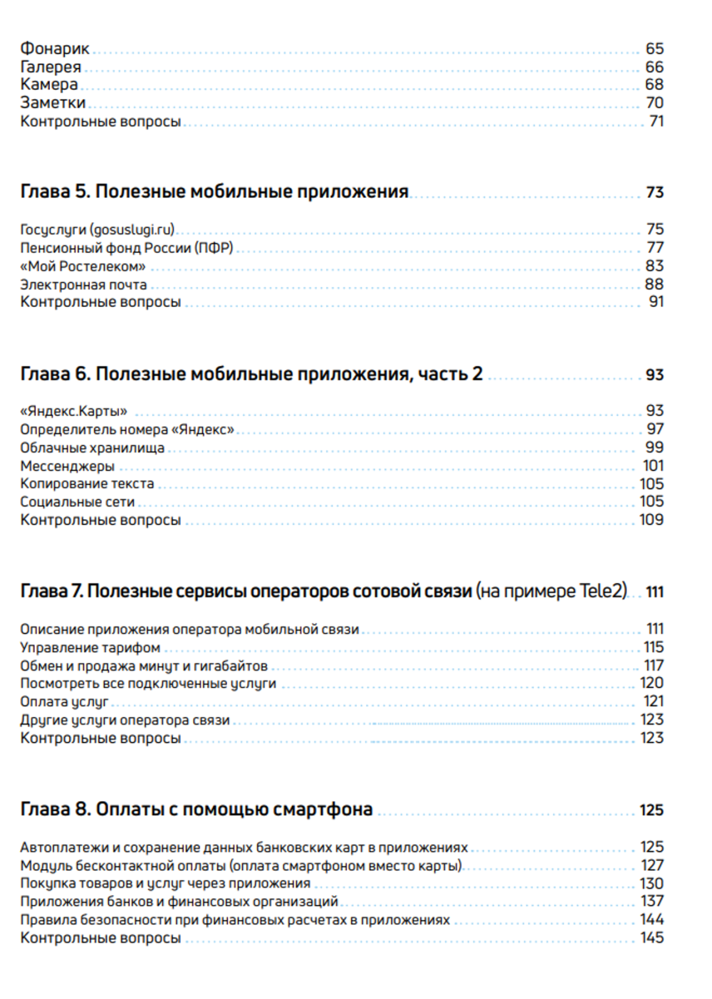 Фонарик 65
Галерея 66
Камера 68
Заметки 70
Контрольные вопросы 71
Глава 5. Полезные мобильные приложения 73
Госуслуги (gosuslugi.ru) 75
Пенсионный фонд России (ПФР) 77
«Мой Ростелеком» 83
Электронная почта 88
Контрольные вопросы 91
Глава 6. Полезные мобильные приложения, часть 2 93
«Яндекс.Карты» 93
Определитель номера «Яндекс» 97
Облачные хранилища 99
Мессенджеры 101
Копирование текста 105
Социальные сети 105
Контрольные вопросы 109
Глава 7. Полезные сервисы операторов сотовой связи (на примере Tele2) 111
Описание приложения оператора мобильной связи 111
Управление тарифом 115
Обмен и продажа минут и гигабайтов 117
Посмотреть все подключенные услуги 120
Оплата услуг 121
Другие услуги оператора связи 123
Контрольные вопросы 123
Глава 8. Оплаты с помощью смартфона 125
Автоплатежи и сохранение данных банковских карт в приложениях 125
Модуль бесконтактной оплаты (оплата смартфоном вместо карты) 127
Покупка товаров и услуг через приложения 130
Приложения банков и финансовых организаций 137
Правила безопасности при финансовых расчетах в приложениях 144
Контрольные вопросы 145